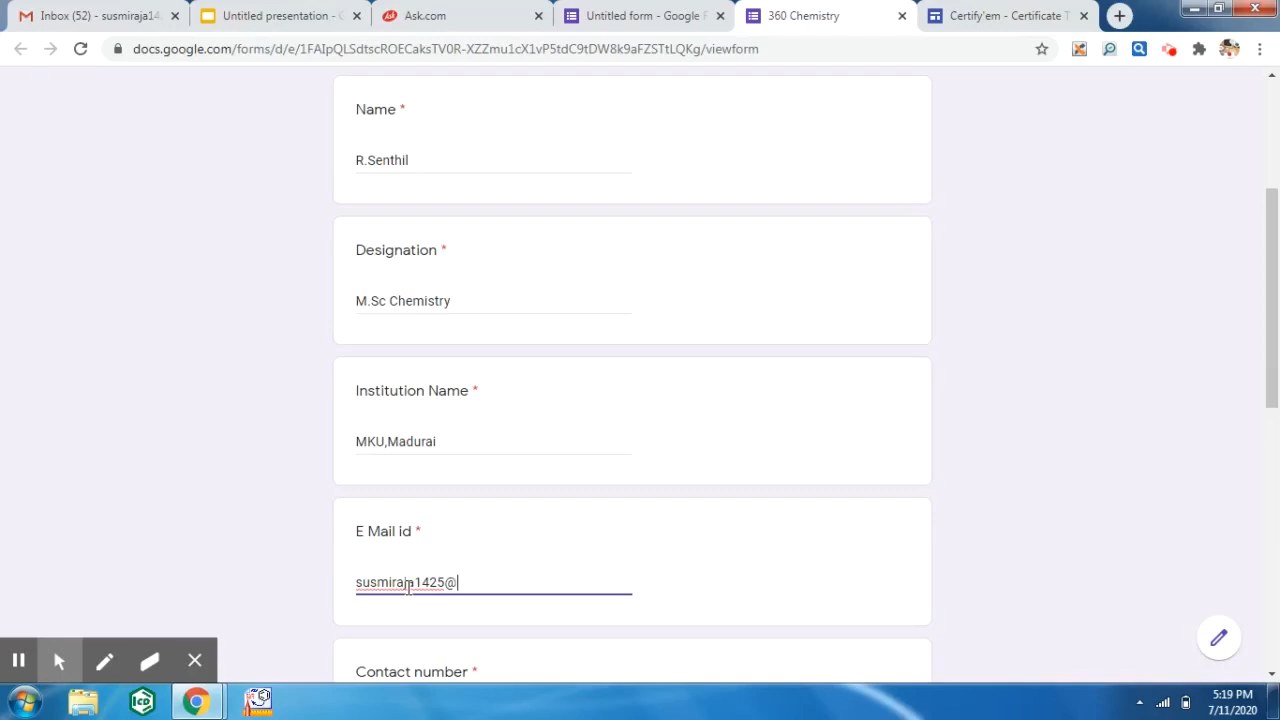 Inbox (52) - susmiraja14
Untitled presentation - G
Ask.com
Untitled form - Google F
360 Chemistry
Certify'em - Certificate T
docs.google.com/forms/d/e/1FAIpQLSdtscROECaksTV0R-XZZmu1cX1vP5tdC9tDW8k9aFZSTtLQKg/viewform
Name *
R.Senthil
Designation *
M.Sc Chemistry
Institution Name *
MKU,Madurai
E Mail id *
susmiraja1425@
Contact number *
5:19 PM
7/11/2020